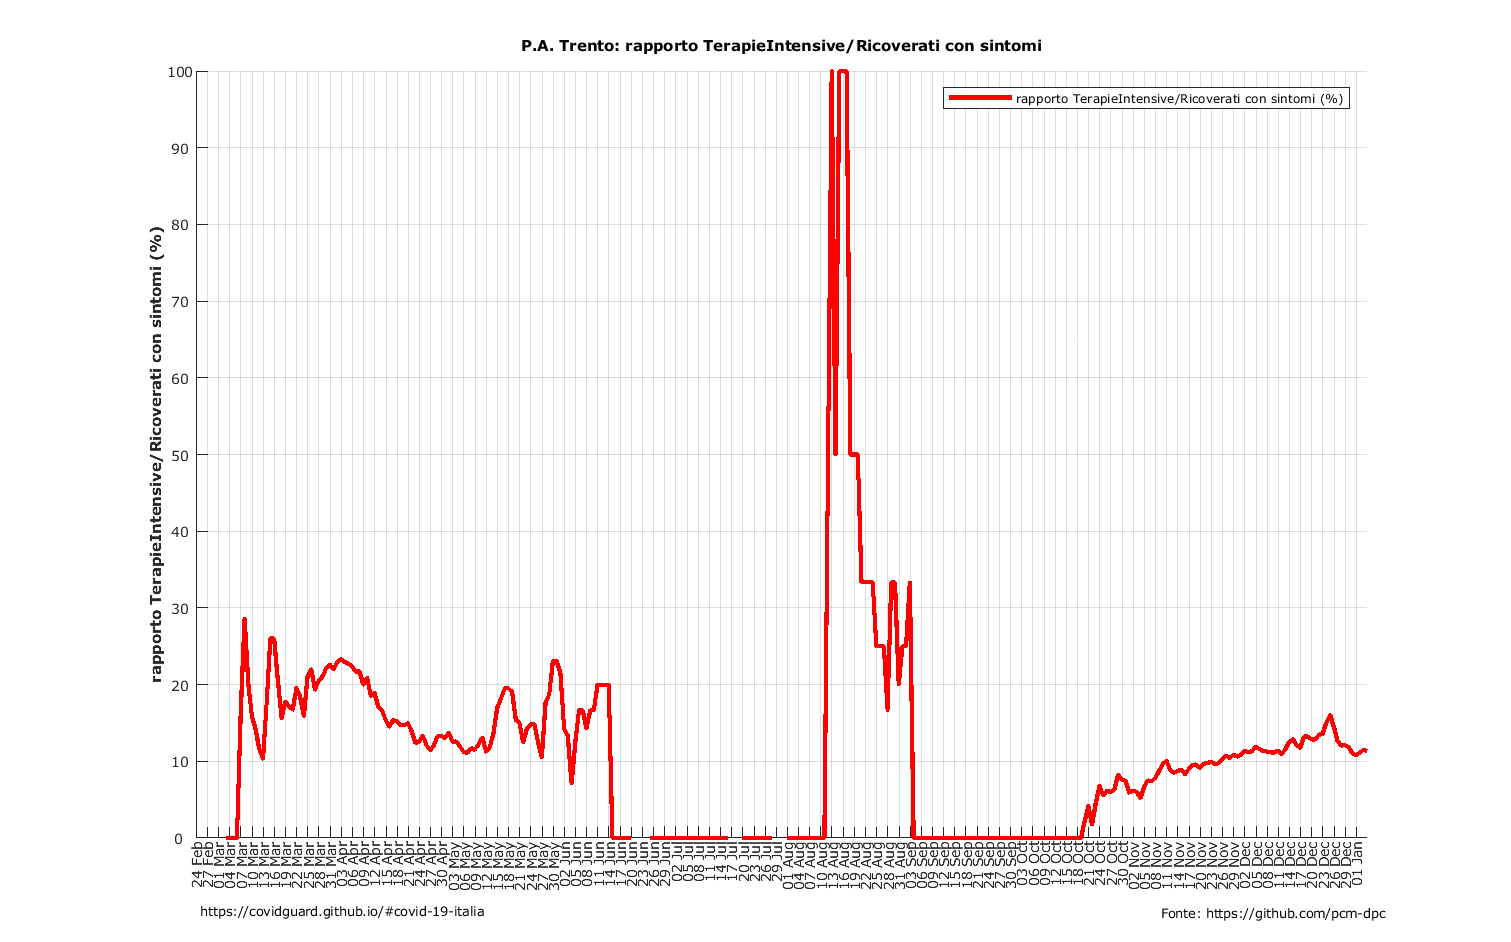 P.A. Trento: rapporto TerapieIntensive/Ricoverati con sintomi
rapporto TerapieIntensive/Ricoverati con sintomi (%)
rapporto TerapieIntensive/Ricoverati con sintomi (%)
100
90
80
70
60
50
40
30
20
10
0
24 Feb
27 Feb
01 Mar
04 Mar
07 Mar
10 Mar
13 Mar
16 Mar
19 Mar
22 Mar
25 Mar
28 Mar
31 Mar
03 Apr
06 Apr
09 Apr
12 Apr
15 Apr
18 Apr
21 Apr
24 Apr
27 Apr
30 Apr
03 May
06 May
09 May
12 May
15 May
18 May
21 May
24 May
27 May
30 May
02 Jun
05 Jun
08 Jun
11 Jun
14 Jun
17 Jun
20 Jun
23 Jun
26 Jun
29 Jun
02 Jul
05 Jul
08 Jul
11 Jul
14 Jul
17 Jul
20 Jul
23 Jul
26 Jul
29 Jul
01 Aug
04 Aug
07 Aug
10 Aug
13 Aug
16 Aug
19 Aug
22 Aug
25 Aug
28 Aug
31 Aug
03 Sep
06 Sep
09 Sep
12 Sep
15 Sep
18 Sep
21 Sep
24 Sep
27 Sep
30 Sep
03 Oct
06 Oct
09 Oct
12 Oct
15 Oct
18 Oct
21 Oct
24 Oct
27 Oct
30 Oct
02 Nov
05 Nov
08 Nov
11 Nov
14 Nov
17 Nov
20 Nov
23 Nov
26 Nov
29 Nov
02 Dec
05 Dec
08 Dec
11 Dec
14 Dec
17 Dec
20 Dec
23 Dec
26 Dec
29 Dec
01 Jan
https://covidguard.github.io/#covid-19-italia
Fonte: https://github.com/pcm-dpc